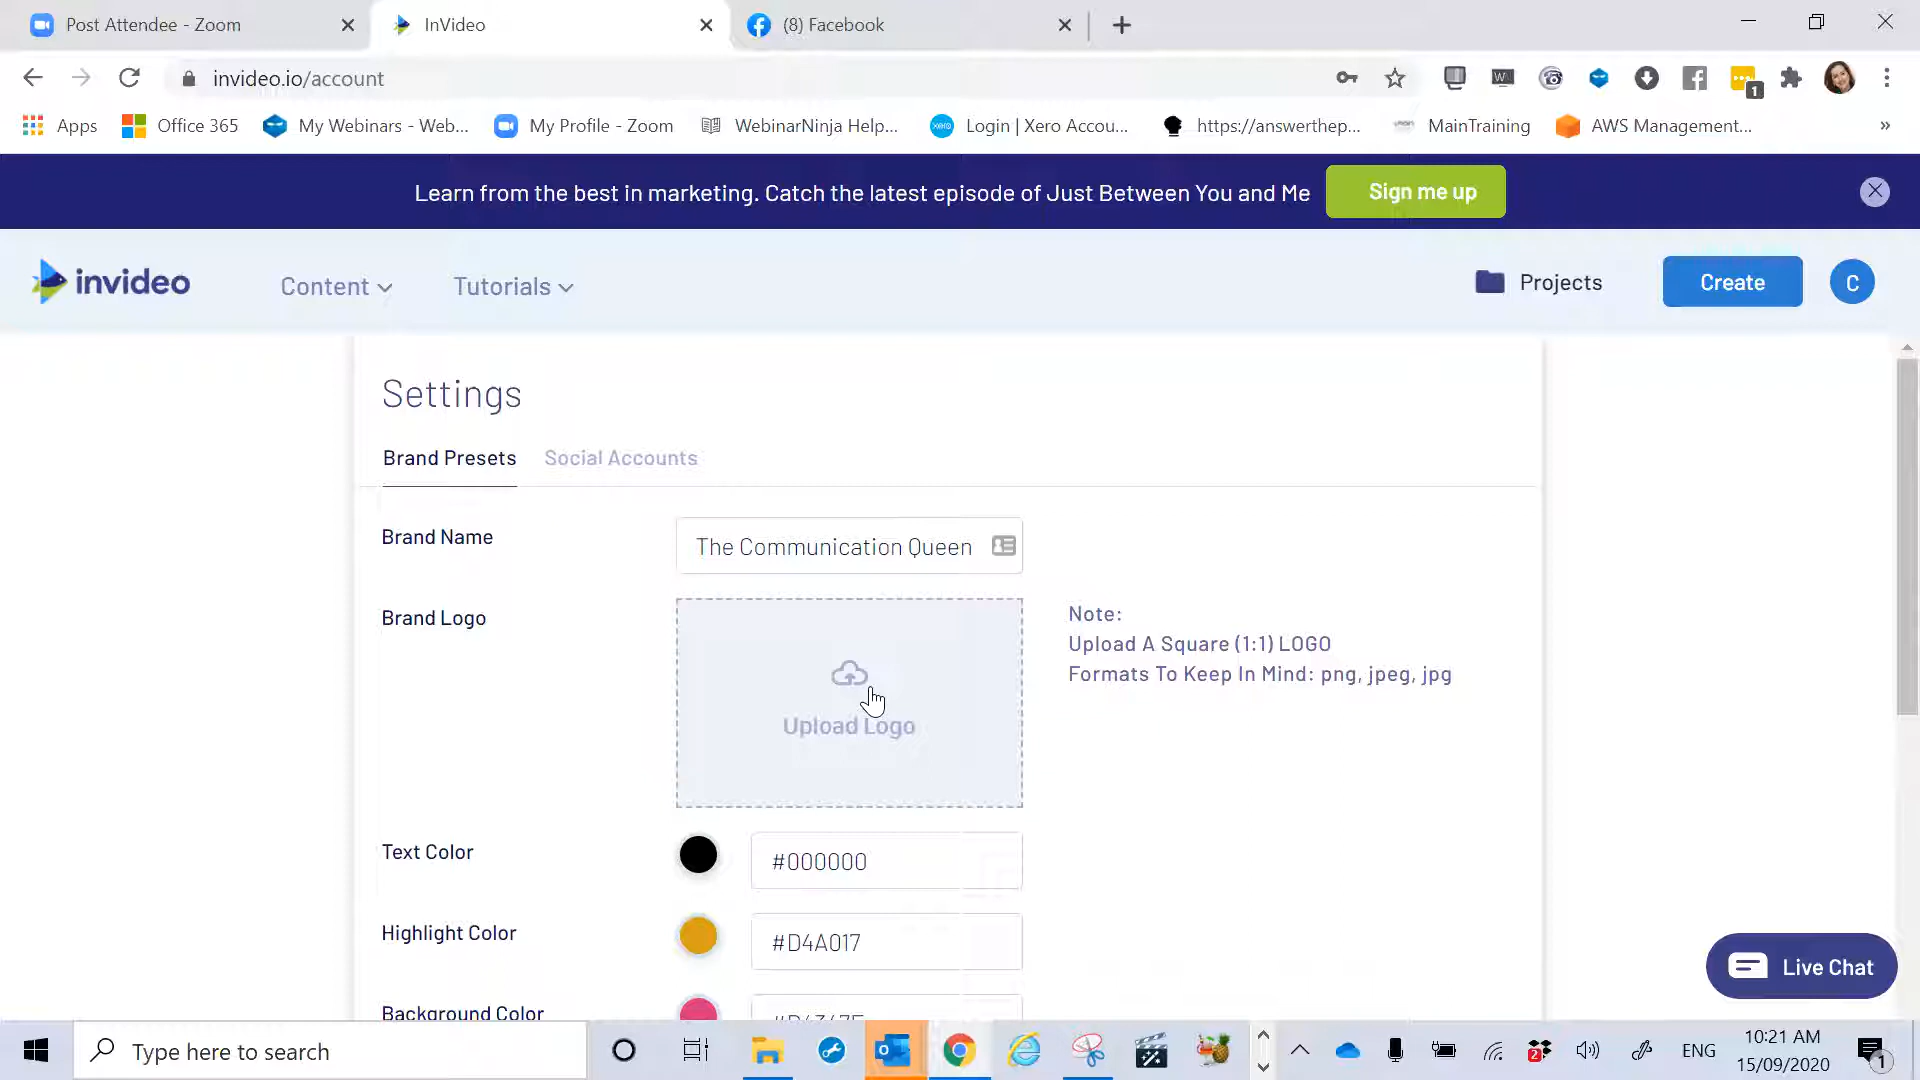 Post Attendee - Zoom
InVideo
(8) Facebook
invideo.io/account
1
Apps
Office 365
My Webinars - Web...
My Profile - Zoom
WebinarNinja Help...
Login | Xero Accou...
https://answerthep...
MainTraining
AWS Management...
Learn from the best in marketing. Catch the latest episode of Just Between You and Me
Sign me up
invideo
Content
Tutorials
Projects
Create
C
Settings
Brand Presets
Social Accounts
Brand Name
The Communication Queen
Brand Logo
Upload Logo
Note:
Upload A Square (1:1) LOGO
Formats To Keep In Mind: png, jpeg, jpg
Text Color
#000000
Highlight Color
#D4A017
Background Color
Live Chat
Type here to search
2
ENG
10:21 AM
15/09/2020
1